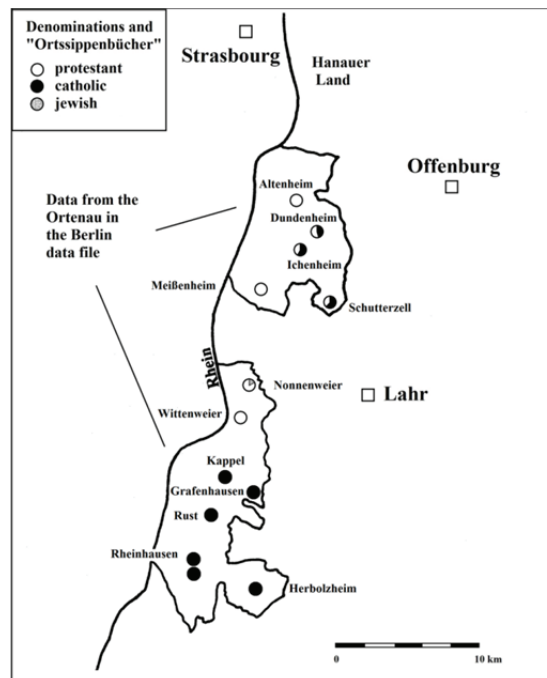 Denominations and
"Ortssippenbücher"
protestant
catholic
jewish
Strasbourg
Hanauer
Land
Offenburg
Altenheim
Dundenheim
Data from the
Ortenau in
the Berlin
data file
Ichenheim
Meißenheim
Schutterzell
Rhein
Nonnenweier
Lahr
Wittenweier
Kappel
Grafenhausen
Rust
Rheinhausen
Herbolzheim
0 10 km